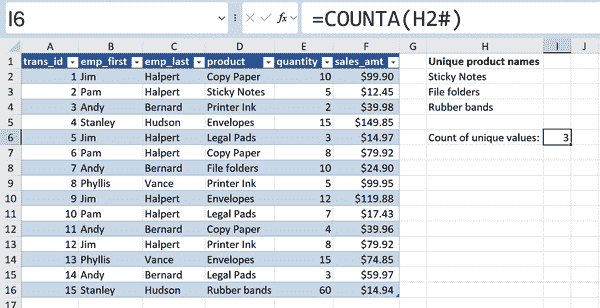 I6 fx =COUNTA(H2#)
A B C D E F G H I J
1 trans_id emp_first emp_last product quantity sales_amt Unique product names
2 1 Jim Halpert Copy Paper 10 $99.90 Sticky Notes
3 2 Pam Halpert Sticky Notes 5 $12.45 File folders
4 3 Andy Bernard Printer Ink 2 $39.98 Rubber bands
5 4 Stanley Hudson Envelopes 15 $149.85
6 5 Jim Halpert Legal Pads 3 $14.97 Count of unique values: 3
7 6 Pam Halpert Copy Paper 8 $79.92
8 7 Andy Bernard File folders 10 $24.90
9 8 Phyllis Vance Printer Ink 5 $99.95
10 9 Jim Halpert Envelopes 12 $119.88
11 10 Pam Halpert Legal Pads 7 $17.43
12 11 Andy Bernard Copy Paper 4 $39.96
13 12 Jim Halpert Printer Ink 8 $79.92
14 13 Phyllis Vance Envelopes 15 $74.85
15 14 Andy Bernard Legal Pads 3 $59.97
16 15 Stanley Hudson Rubber bands 60 $14.94
17